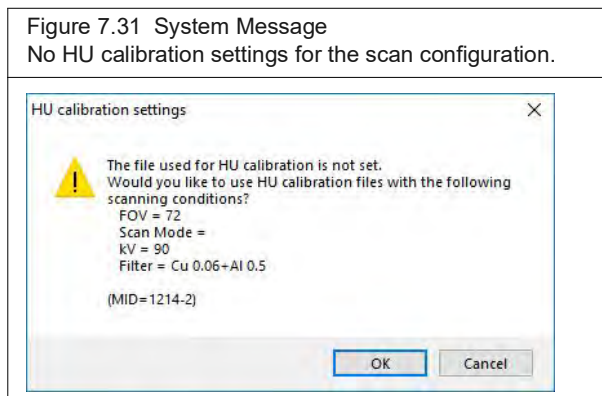 Figure 7.31 System Message
No HU calibration settings for the scan configuration.
HU calibration settings
The file used for HU calibration is not set.
Would you like to use HU calibration files with the following
scanning conditions?
FOV = 72
Scan Mode =
kV = 90
Filter = Cu 0.06+Al 0.5
(MID=1214-2)
OK Cancel